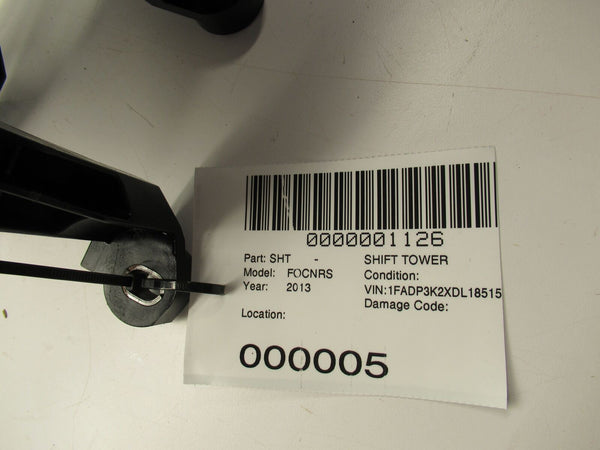 0000001126
Part: SHT - SHIFT TOWER
Model: FOCNRS Condition:
Year: 2013 VIN:1FADP3K2XDL18515
Damage Code:
Location:
000005